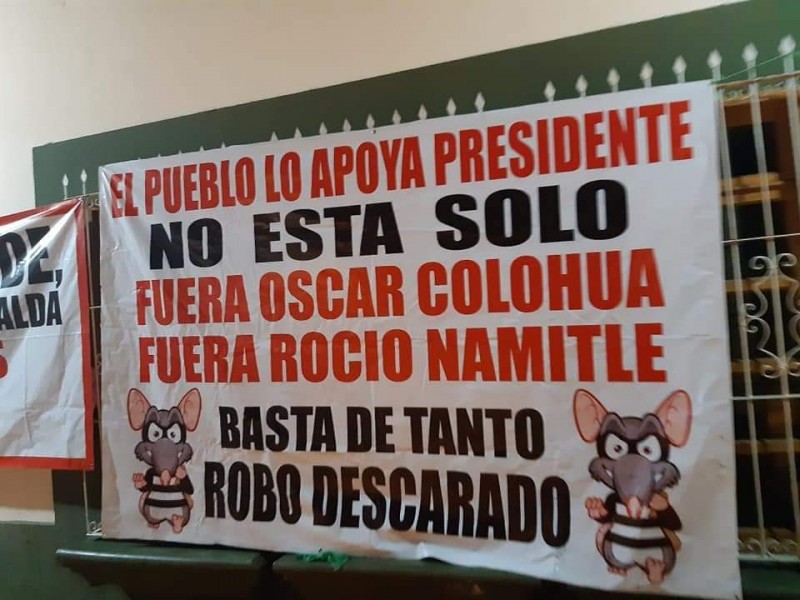 DE,
ALDA
EL PUEBLO LO APOYA PRESIDENTE
NO ESTA SOLO
FUERA OSCAR COLOHUA
FUERA ROCIO NAMITLE
BASTA DE TANTO
ROBO DESCARADO